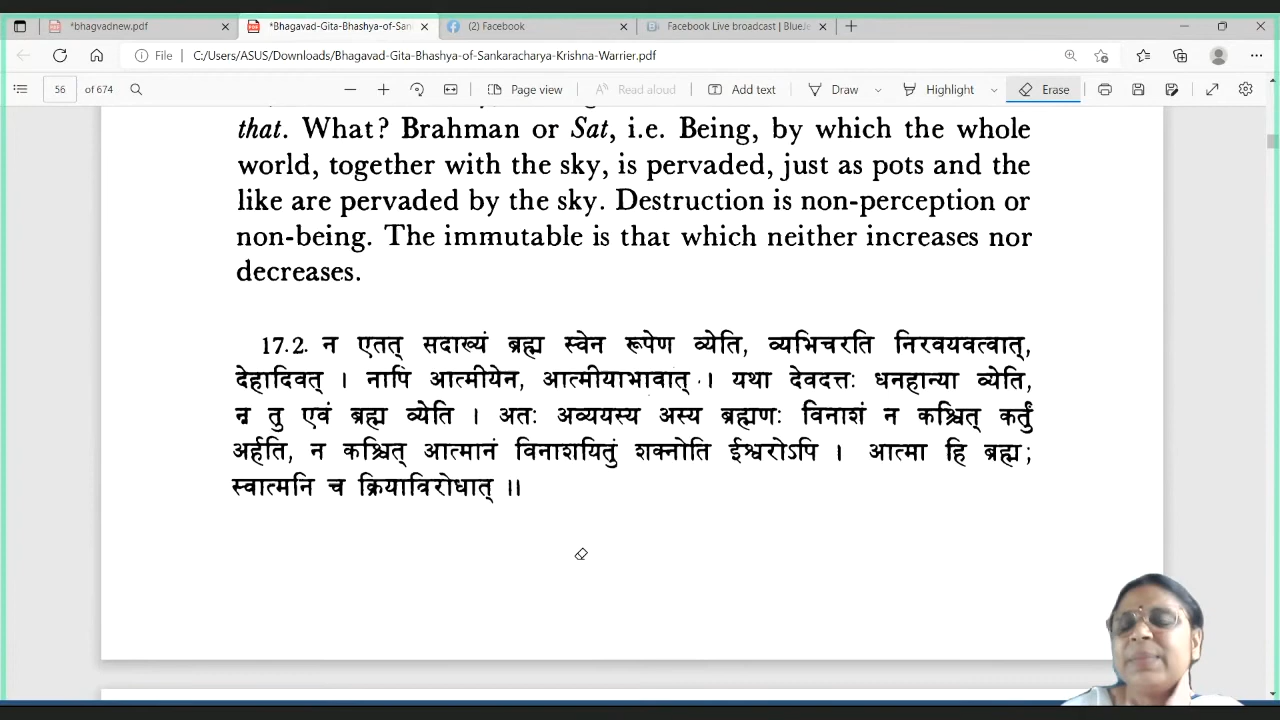 *bhagvadnew.pdf
*Bhagavad-Gita-Bhashya-of-San
(2) Facebook
Facebook Live broadcast | BlueJe
File C:/Users/ASUS/Downloads/Bhagavad-Gita-Bhashya-of-Sankaracharya-Krishna-Warrier.pdf
56 of 674 Page view Read aloud Add text Draw Highlight Erase
that. What? Brahman or Sat, i.e. Being, by which the whole
world, together with the sky, is pervaded, just as pots and the
like are pervaded by the sky. Destruction is non-perception or
non-being. The immutable is that which neither increases nor
decreases.
17.2. न एतत् सदाख्यं ब्रह्म स्वेन रूपेण व्येति, व्यभिचरति निरवयवत्वात्,
देहादिवत् । नापि आत्मीयेन, आत्मीयाभावात् । यथा देवदत्तः धनहान्या व्येति,
न तु एवं ब्रह्म व्येति । अतः अव्ययस्य अस्य ब्रह्मणः विनाशं न कश्चित् कर्तुं
अर्हति, न कश्चित् आत्मानं विनाशयितुं शक्नोति ईश्वरोऽपि । आत्मा हि ब्रह्म;
स्वात्मनि च क्रियाविरोधात् ॥